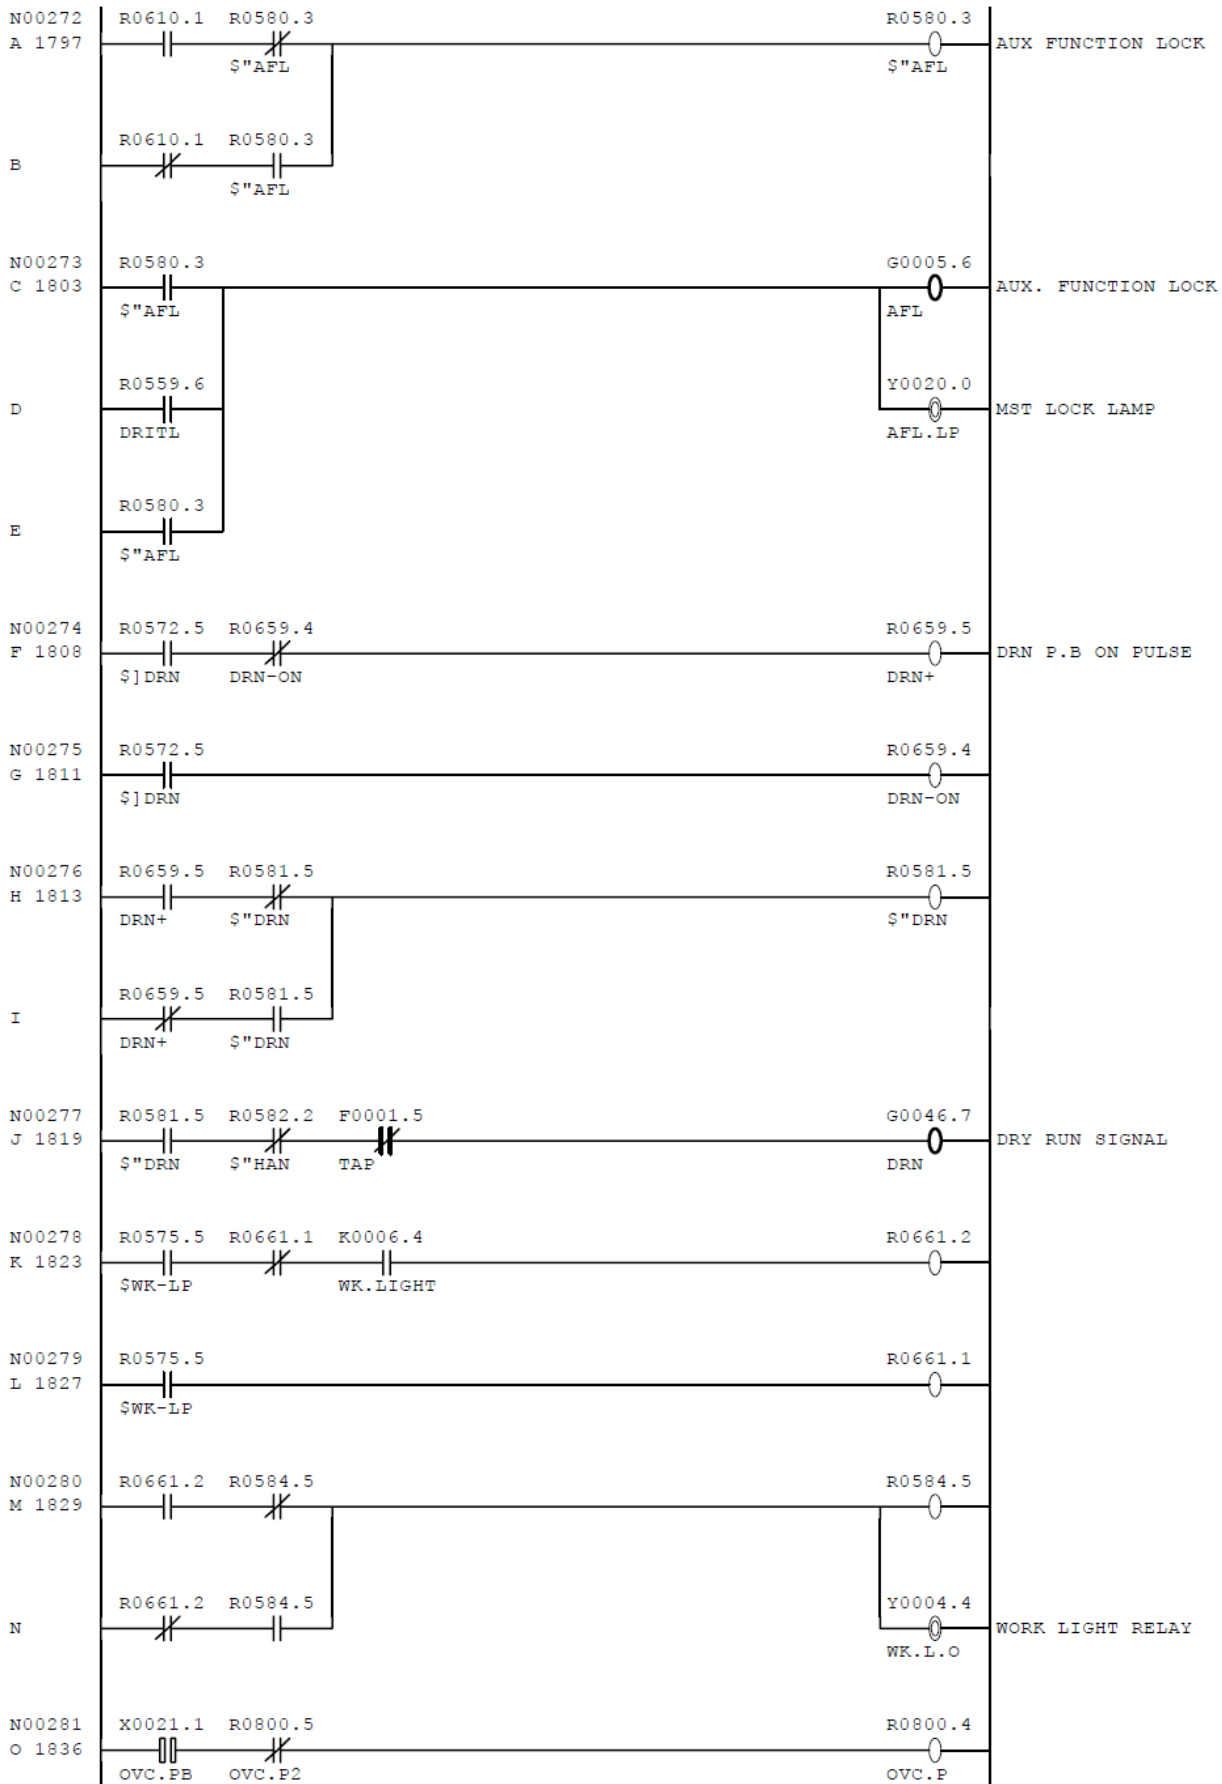 N00272 R0610.1 R0580.3 R0580.3
A 1797 AUX FUNCTION LOCK
$"AFL $"AFL
R0610.1 R0580.3
B
$"AFL
N00273 R0580.3 G0005.6
C 1803 AUX. FUNCTION LOCK
$"AFL AFL
R0559.6 Y0020.0
D MST LOCK LAMP
DRITL AFL.LP
R0580.3
E
$"AFL
N00274 R0572.5 R0659.4 R0659.5
F 1808 DRN P.B ON PULSE
$]DRN DRN-ON DRN+
N00275 R0572.5 R0659.4
G 1811
$]DRN DRN-ON
N00276 R0659.5 R0581.5 R0581.5
H 1813
DRN+ $"DRN $"DRN
R0659.5 R0581.5
I
DRN+ $"DRN
N00277 R0581.5 R0582.2 F0001.5 G0046.7
J 1819 DRY RUN SIGNAL
$"DRN $"HAN TAP DRN
N00278 R0575.5 R0661.1 K0006.4 R0661.2
K 1823
$WK-LP WK.LIGHT
N00279 R0575.5 R0661.1
L 1827
$WK-LP
N00280 R0661.2 R0584.5 R0584.5
M 1829
R0661.2 R0584.5 Y0004.4
N WORK LIGHT RELAY
WK.L.O
N00281 X0021.1 R0800.5 R0800.4
O 1836
OVC.PB OVC.P2 OVC.P